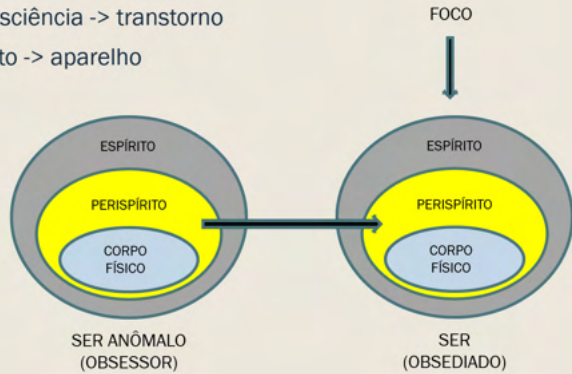 sciência -> transtorno
to -> aparelho
FOCO
ESPÍRITO
PERISPÍRITO
CORPO
FÍSICO
SER ANÔMALO
(OBSESSOR)
ESPÍRITO
PERISPÍRITO
CORPO
FÍSICO
SER
(OBSEDIADO)